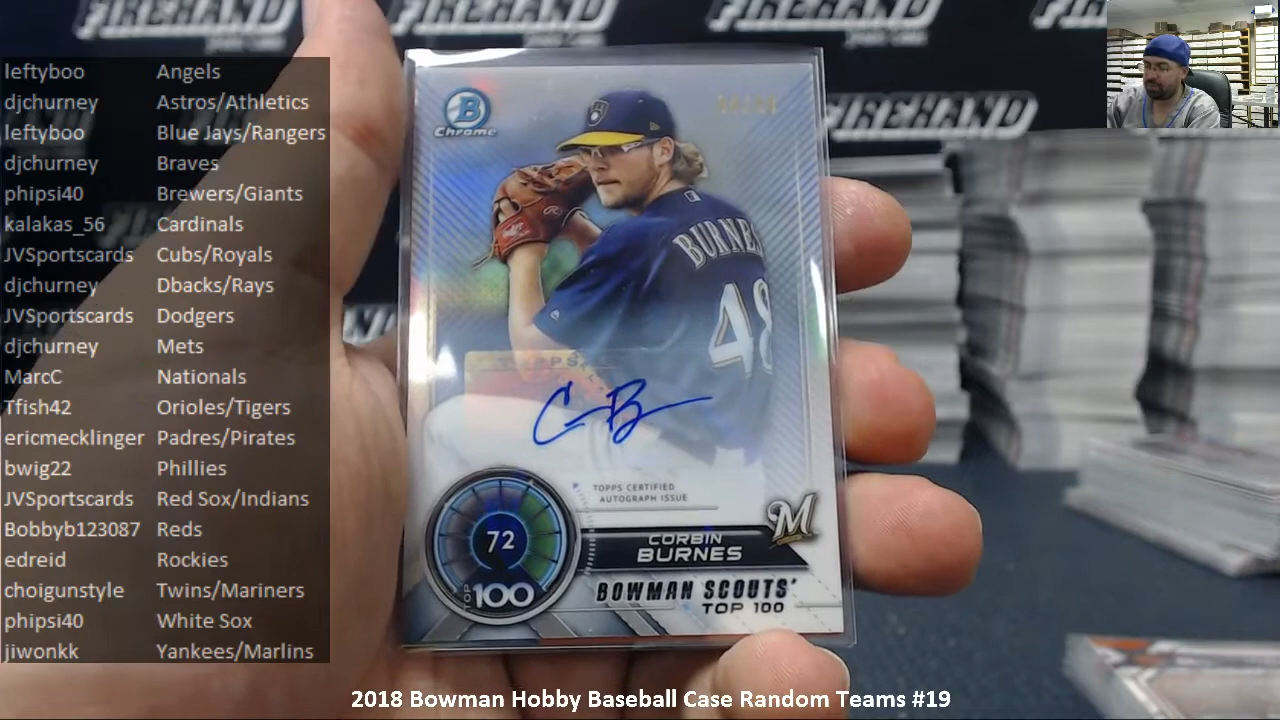 leftyboo Angels
djchurney Astros/Athletics
leftyboo Blue Jays/Rangers
djchurney Braves
phipsi40 Brewers/Giants
kalakas_56 Cardinals
JVSportscards Cubs/Royals
djchurney Dbacks/Rays
JVSportscards Dodgers
djchurney Mets
MarcC Nationals
Tfish42 Orioles/Tigers
ericmecklinger Padres/Pirates
bwig22 Phillies
JVSportscards Red Sox/Indians
Bobbyb123087 Reds
edreid Rockies
choigunstyle Twins/Mariners
phipsi40 White Sox
jiwonkk Yankees/Marlins
FIREHAND
FIREHAND
B
Chrome
BURNES
48
TOPPS
TOPPS CERTIFIED
AUTOGRAPH ISSUE
M
72
TOP 100
CORBIN
BURNES
BOWMAN SCOUTS'
TOP 100
2018 Bowman Hobby Baseball Case Random Teams #19